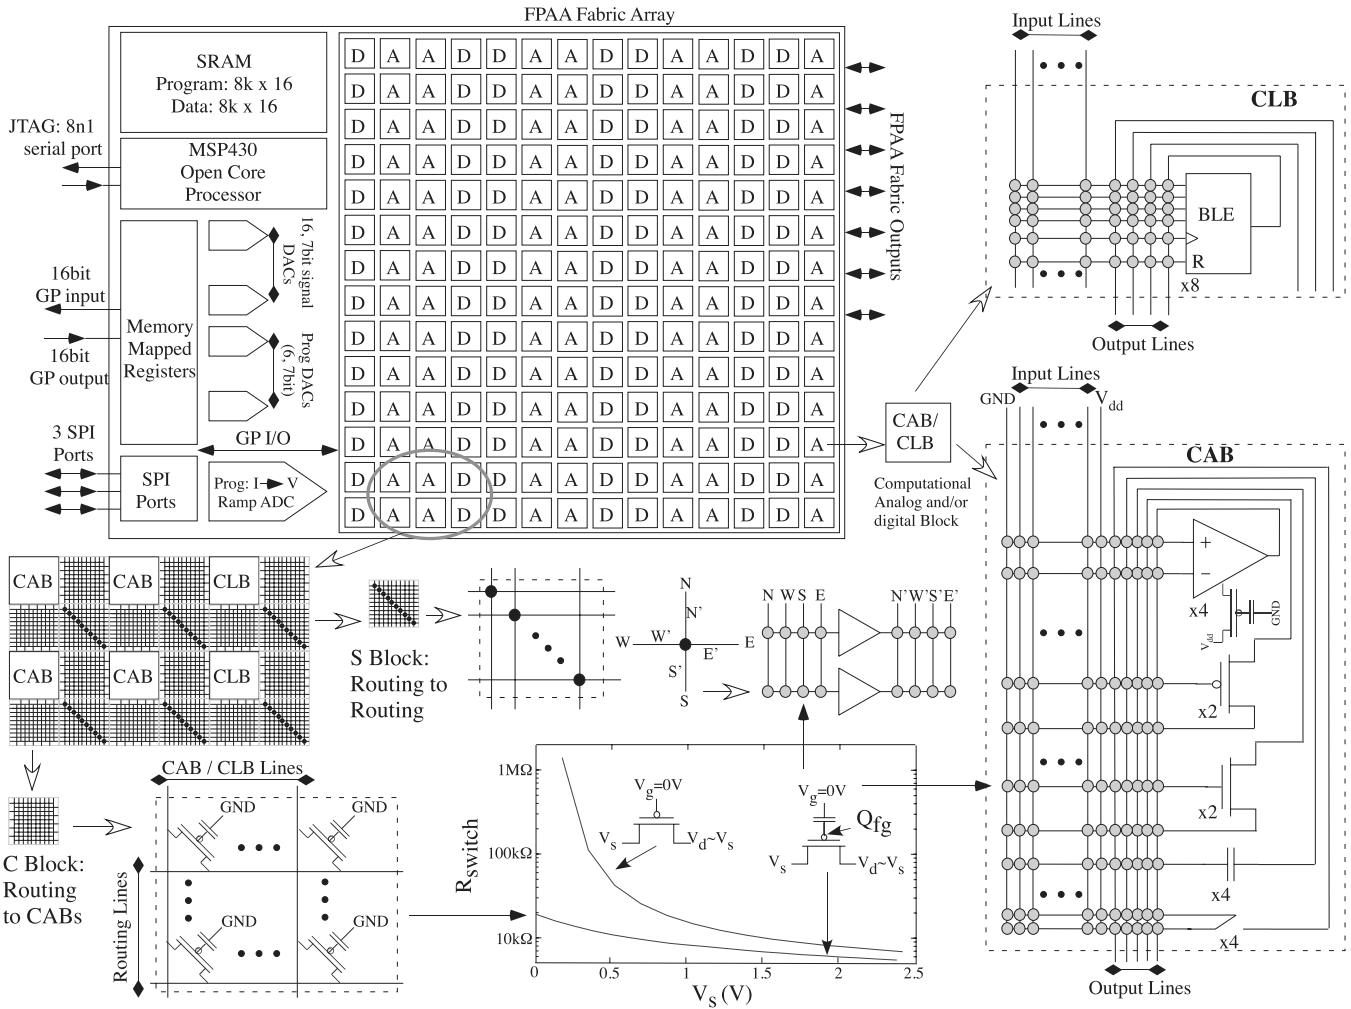 FPAA Fabric Array
SRAM
Program: 8k x 16
Data: 8k x 16
JTAG: 8n1
serial port
MSP430
Open Core
Processor
16, 7bit signal
DACs
16bit
GP input
Memory
Mapped
Registers
16bit
GP output
Prog DACs
(6, 7bit)
3 SPI
Ports
GP I/O
SPI
Ports
Prog: I V
Ramp ADC
D A A D D A A D D A A D D A
D A A D D A A D D A A D D A
D A A D D A A D D A A D D A
D A A D D A A D D A A D D A
D A A D D A A D D A A D D A
D A A D D A A D D A A D D A
D A A D D A A D D A A D D A
D A A D D A A D D A A D D A
D A A D D A A D D A A D D A
D A A D D A A D D A A D D A
D A A D D A A D D A A D D A
D A A D D A A D D A A D D A
D A A D D A A D D A A D D A
D A A D D A A D D A A D D A
FPAA Fabric Outputs
CAB/
CLB
Computational
Analog and/or
digital Block
Input Lines
CLB
BLE
R
x8
Output Lines
Input Lines
GND
Vdd
CAB
+
−
x4
GND
Vdd
x2
x2
x4
x4
Output Lines
CAB CAB CLB
CAB CAB CLB
S Block:
Routing to
Routing
N
N'
W W' E' E
S'
S
N W S E
N' W' S' E'
C Block:
Routing
to CABs
CAB / CLB Lines
GND GND
GND GND
Routing Lines
Rswitch
1MΩ
100kΩ
10kΩ
Vg=0V
Vs
Vd~Vs
Vg=0V
Qfg
Vs
Vd~Vs
0 0.5 1 1.5 2 2.5
Vs (V)